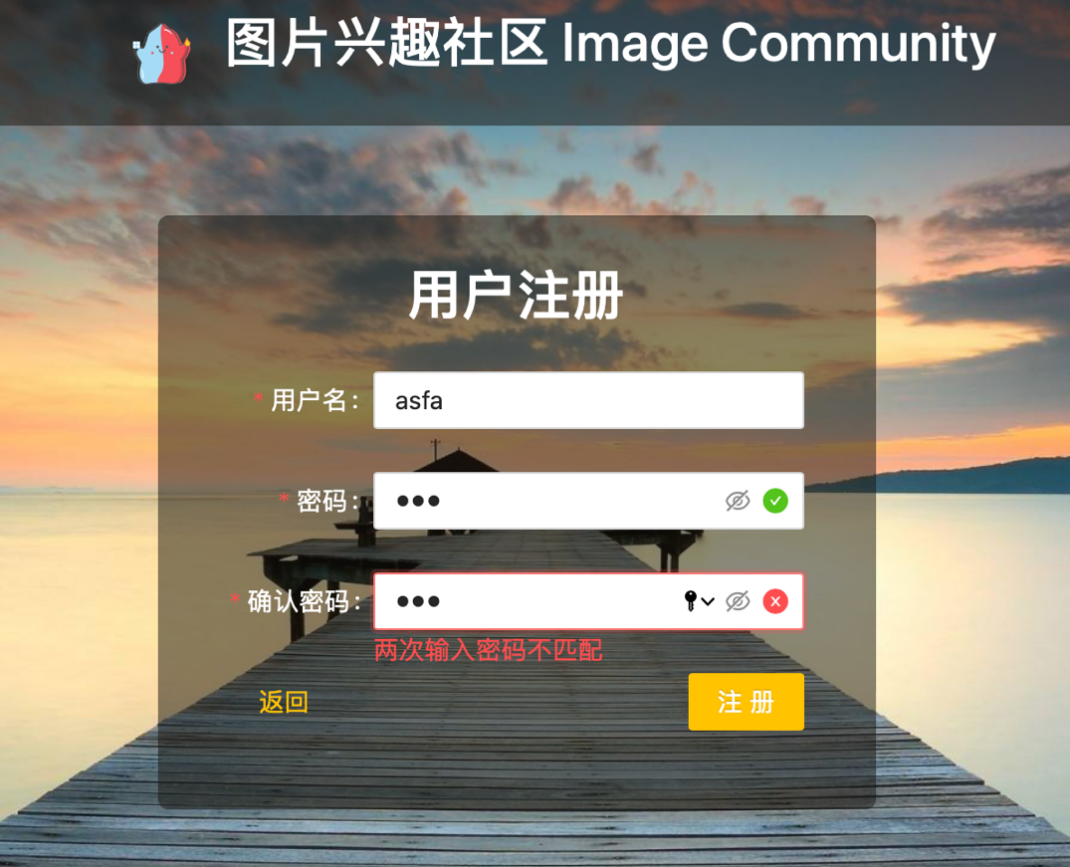 图片兴趣社区 Image Community
用户注册
* 用户名: asfa
* 密码: •••
* 确认密码: •••
两次输入密码不匹配
返回
注 册